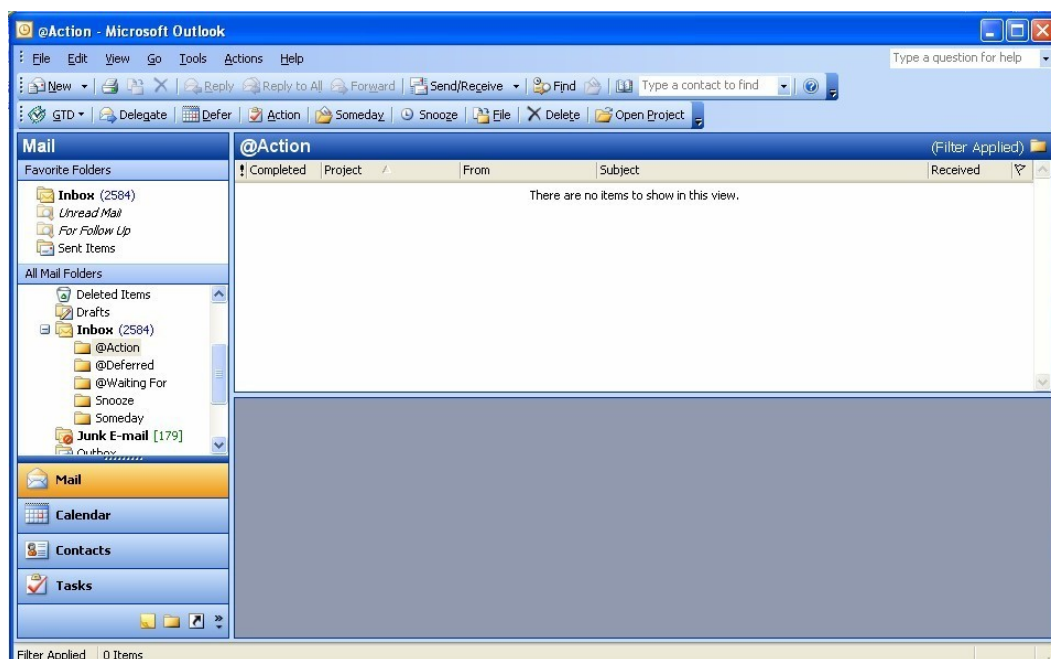 @Action - Microsoft Outlook
File Edit View Go Tools Actions Help Type a question for help
New Reply Reply to All Forward Send/Receive Find Type a contact to find
GTD Delegate Defer Action Someday Snooze File Delete Open Project
Mail
Favorite Folders
Inbox (2584)
Unread Mail
For Follow Up
Sent Items
All Mail Folders
Deleted Items
Drafts
Inbox (2584)
@Action
@Deferred
@Waiting For
Snooze
Someday
Junk E-mail [179]
Outbox
Mail
Calendar
Contacts
Tasks
@Action (Filter Applied)
! Completed Project From Subject Received
There are no items to show in this view.
Filter Applied 0 Items